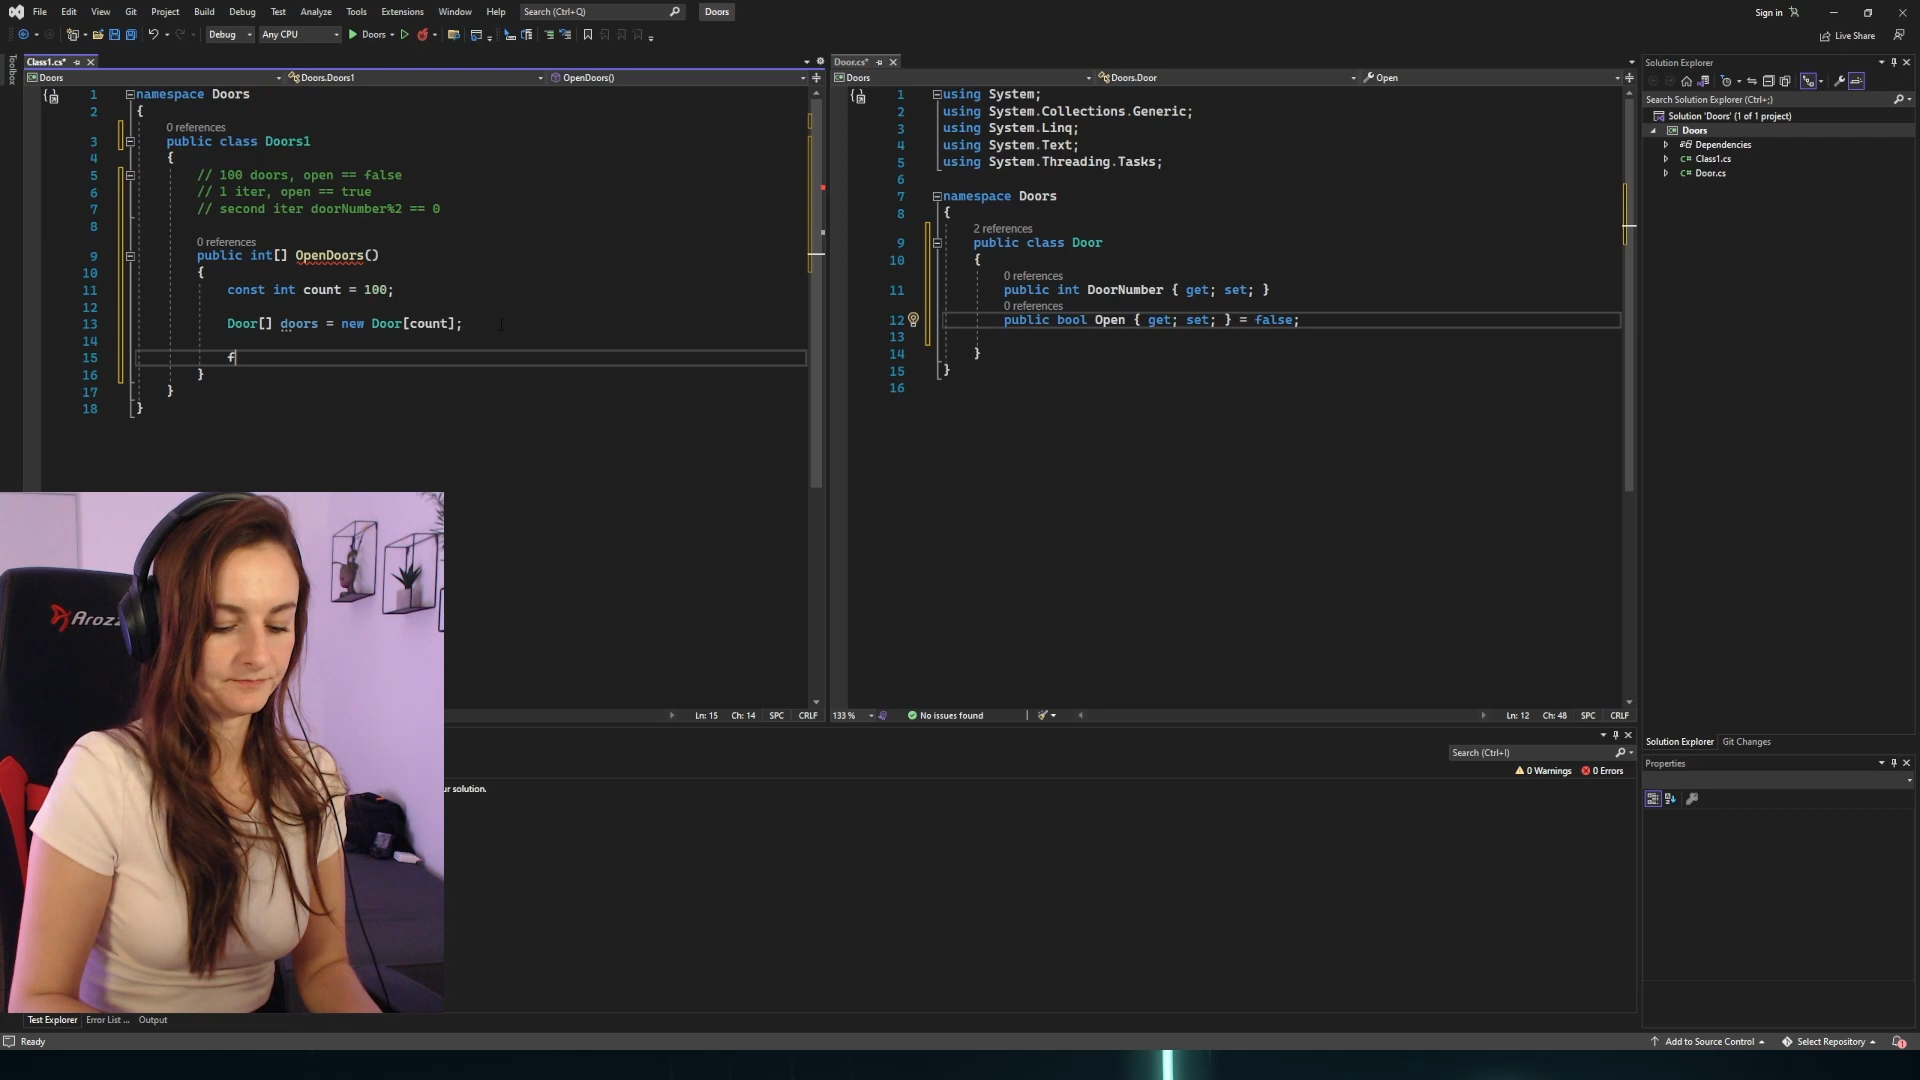 File Edit View Git Project Build Debug Test Analyze Tools Extensions Window Help Search (Ctrl+Q) Doors Sign in
Debug Any CPU Doors Live Share
Toolbox
Class1.cs*
Doors Doors.Doors1 OpenDoors()
1 namespace Doors
2 {
0 references
3 public class Doors1
4 {
5 // 100 doors, open == false
6 // 1 iter, open == true
7 // second iter doorNumber%2 == 0
8
0 references
9 public int[] OpenDoors()
10 {
11 const int count = 100;
12
13 Door[] doors = new Door[count];
14
15 f
16 }
17 }
18 }
Ln: 15 Ch: 14 SPC CRLF
Door.cs*
Doors Doors.Door Open
1 using System;
2 using System.Collections.Generic;
3 using System.Linq;
4 using System.Text;
5 using System.Threading.Tasks;
6
7 namespace Doors
8 {
2 references
9 public class Door
10 {
0 references
11 public int DoorNumber { get; set; }
0 references
12 public bool Open { get; set; } = false;
13
14 }
15 }
16
133 % No issues found Ln: 12 Ch: 48 SPC CRLF
Solution Explorer
Search Solution Explorer (Ctrl+;)
Solution 'Doors' (1 of 1 project)
Doors
Dependencies
C# Class1.cs
C# Door.cs
Solution Explorer Git Changes
Properties
Search (Ctrl+I)
0 Warnings 0 Errors
ur solution.
Aroz
Test Explorer Error List ... Output
Ready Add to Source Control Select Repository 1